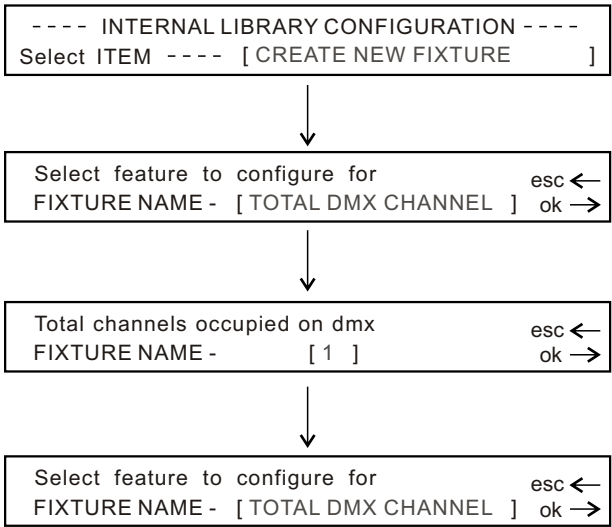 ---- INTERNAL LIBRARY CONFIGURATION ----
Select ITEM ---- [ CREATE NEW FIXTURE ]
Select feature to configure for esc ←
FIXTURE NAME - [ TOTAL DMX CHANNEL ] ok →
Total channels occupied on dmx esc ←
FIXTURE NAME - [ 1 ] ok →
Select feature to configure for esc ←
FIXTURE NAME - [ TOTAL DMX CHANNEL ] ok →